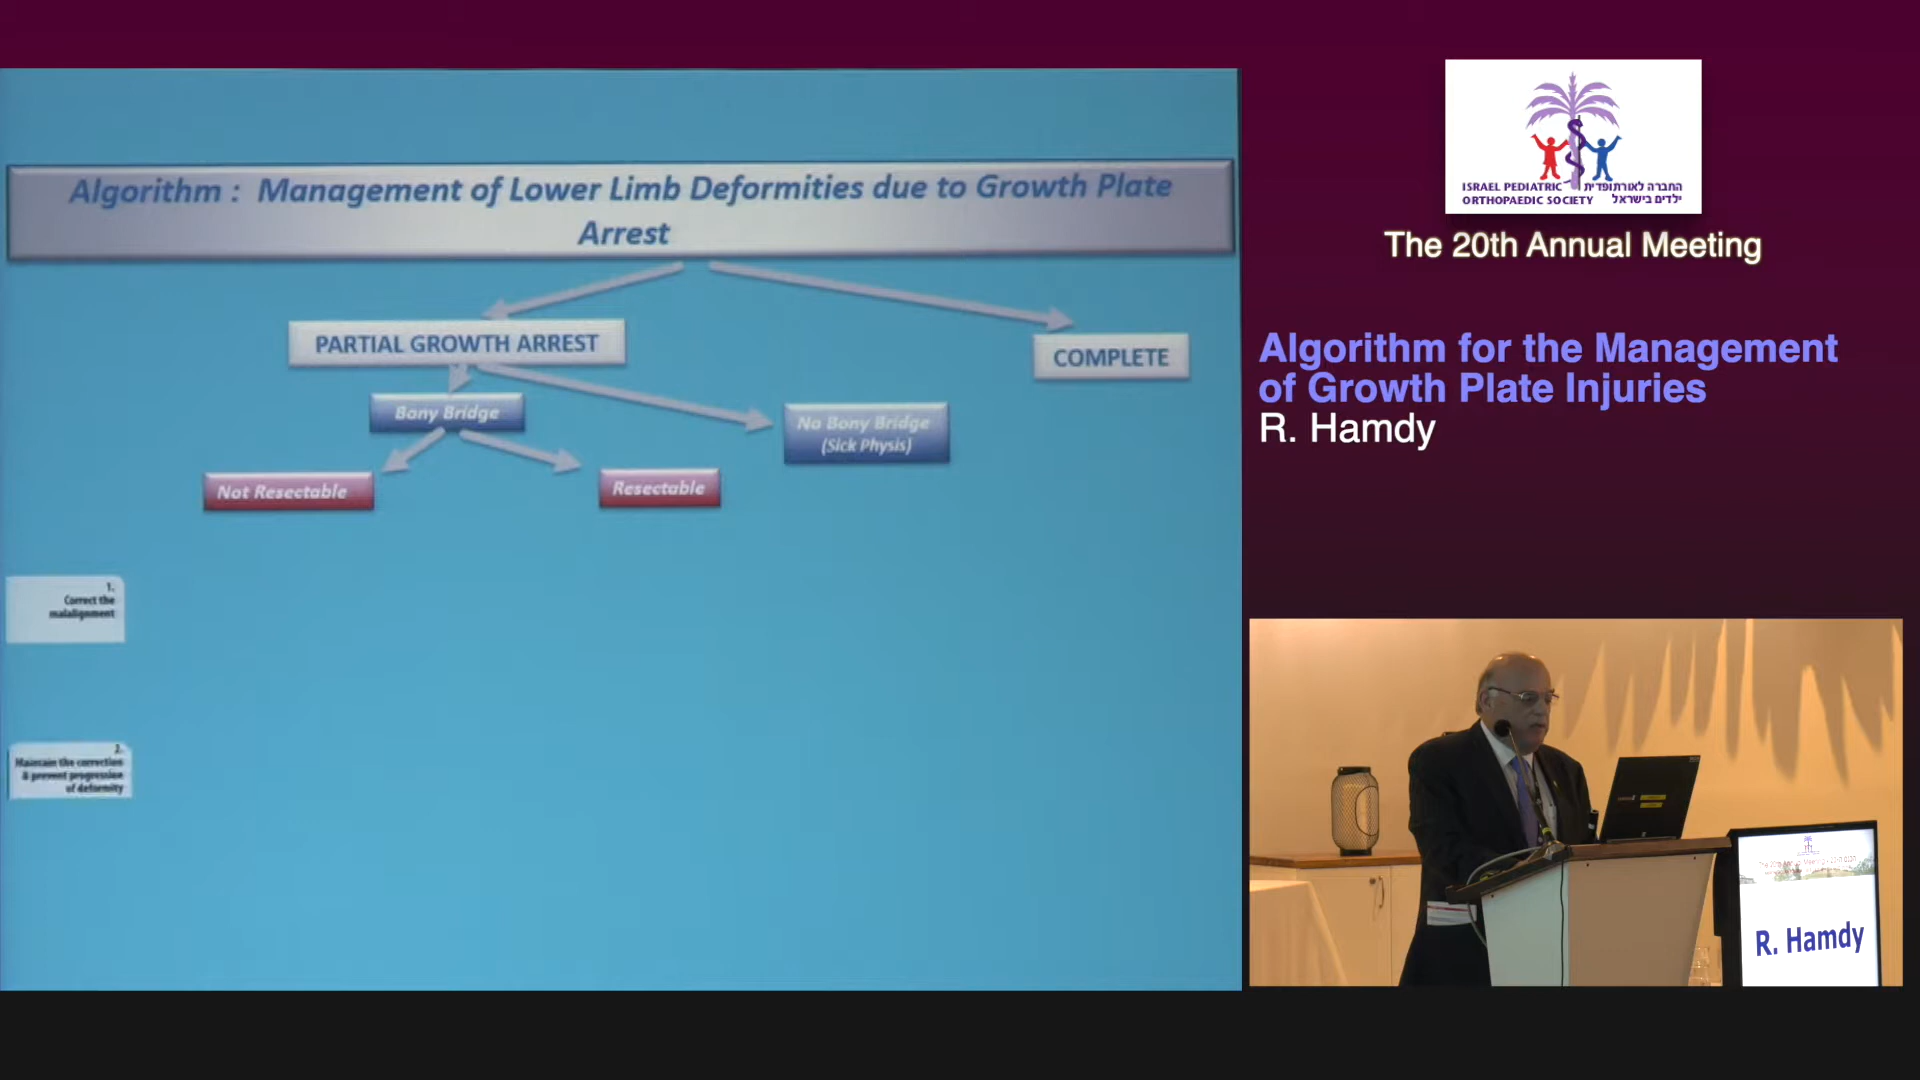 Algorithm : Management of Lower Limb Deformities due to Growth Plate
Arrest
PARTIAL GROWTH ARREST
COMPLETE
Bony Bridge
No Bony Bridge
(Sick Physis)
Not Resectable
Resectable
1.
Correct the
malalignment
2.
Maintain the correction
& prevent progression
of deformity
ISRAEL PEDIATRIC
ORTHOPAEDIC SOCIETY
החברה לאורתופדית
ילדים בישראל
The 20th Annual Meeting
Algorithm for the Management
of Growth Plate Injuries
R. Hamdy
R. Hamdy